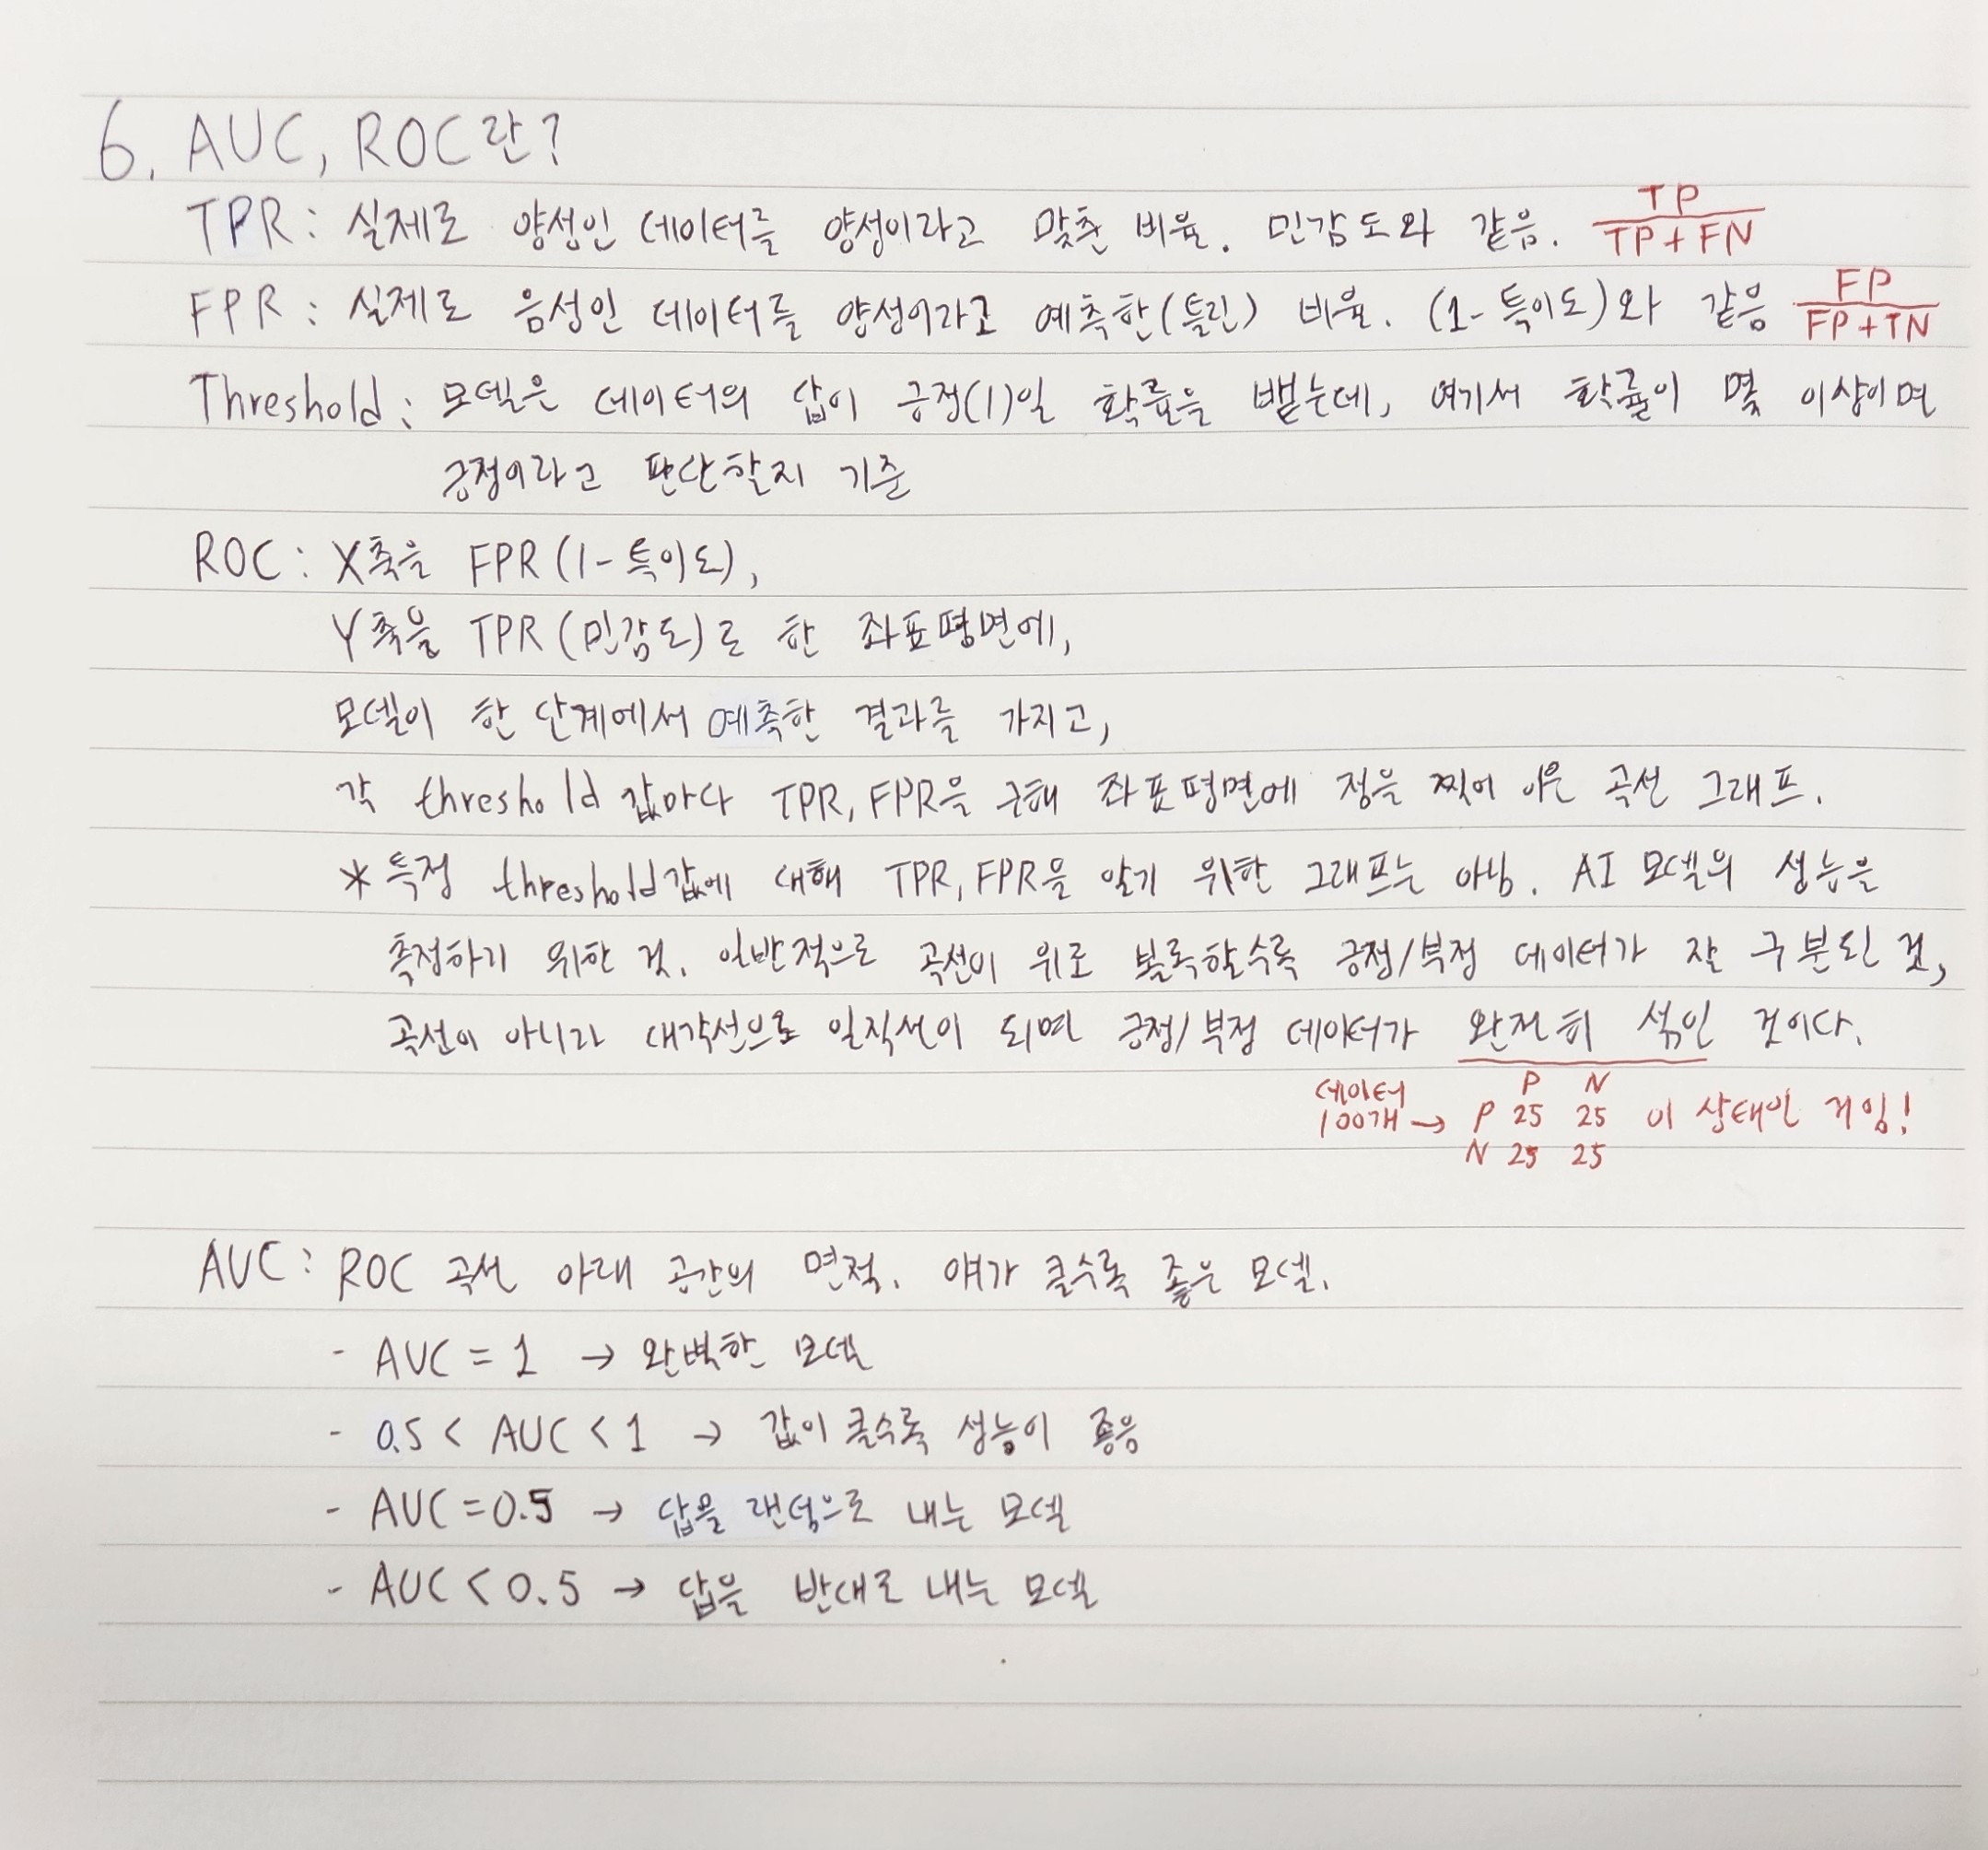 6. AUC, ROC란?
TPR : 실제로 양성인 데이터를 양성이라고 맞춘 비율. 민감도와 같음. TP / TP + FN
FPR : 실제로 음성인 데이터를 양성이라고 예측한(틀린) 비율. (1- 특이도)와 같음 FP / FP + TN
Threshold : 모델은 데이터의 답이 긍정(1)일 확률을 뱉는데, 여기서 확률이 몇 이상이면
긍정이라고 판단할지 기준
ROC : X축을 FPR (1- 특이도),
Y축을 TPR (민감도)로 한 좌표평면에,
모델이 한 단계에서 예측한 결과를 가지고,
각 threshold 값마다 TPR, FPR을 구해 좌표평면에 점을 찍어 이은 곡선 그래프.
* 특정 threshold 값에 대해 TPR, FPR을 알기 위한 그래프는 아님. AI 모델의 성능을
측정하기 위한 것. 일반적으로 곡선이 위로 볼록할수록 긍정/부정 데이터가 잘 구분된 것,
곡선이 아니라 대각선으로 일직선이 되면 긍정/부정 데이터가 완전히 섞인 것이다.
P N
데이터
100개 → P 25 25 이 상태인 거임!
N 25 25
AUC : ROC 곡선 아래 공간의 면적. 얘가 클수록 좋은 모델.
- AUC = 1 → 완벽한 모델
- 0.5 < AUC < 1 → 값이 클수록 성능이 좋음
- AUC = 0.5 → 답을 랜덤으로 내는 모델
- AUC < 0.5 → 답을 반대로 내는 모델